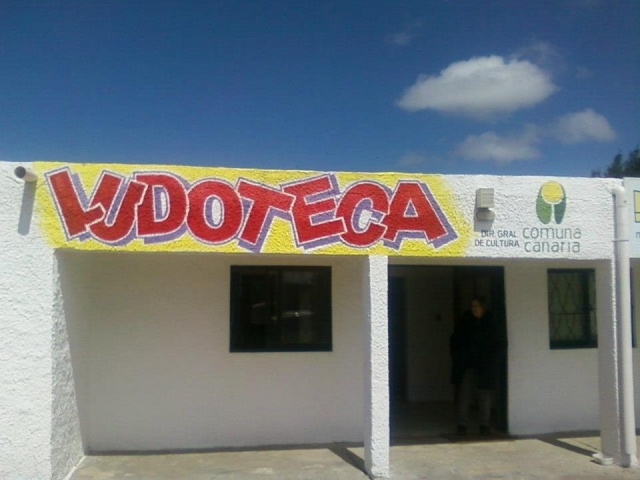 LUDOTECA
DIR. GRAL
DE CULTURA
comuna
canaria